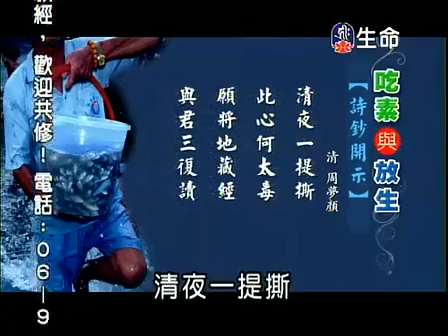 生命
吃素與放生
【詩鈔開示】
清 周夢顏
清夜一提撕
此心何太毒
願將地藏經
與君三復讀
經，歡迎共修！電話：06－9
清夜一提撕